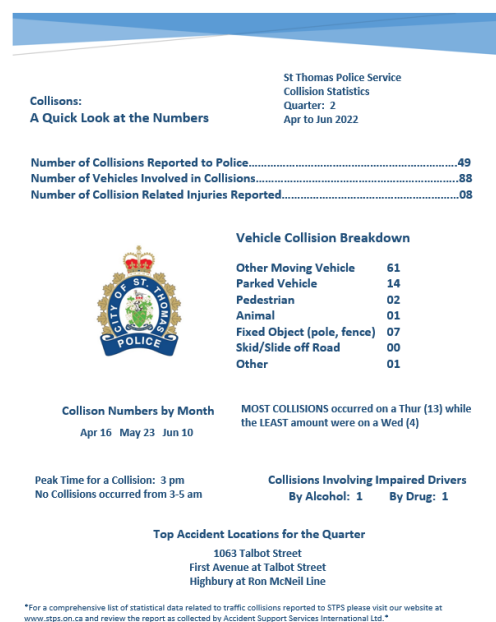 St Thomas Police Service
Collision Statistics
Quarter: 2
Apr to Jun 2022
Collisons:
A Quick Look at the Numbers
Number of Collisions Reported to Police……………………………………………………………49
Number of Vehicles Involved in Collisions…………………………………………………………..88
Number of Collision Related Injuries Reported……………………………………………………08
Vehicle Collision Breakdown
Other Moving Vehicle 61
Parked Vehicle 14
Pedestrian 02
Animal 01
Fixed Object (pole, fence) 07
Skid/Slide off Road 00
Other 01
CITY OF ST. THOMAS
POLICE
Collison Numbers by Month
Apr 16 May 23 Jun 10
MOST COLLISIONS occurred on a Thur (13) while
the LEAST amount were on a Wed (4)
Peak Time for a Collision: 3 pm
No Collisions occurred from 3-5 am
Collisions Involving Impaired Drivers
By Alcohol: 1 By Drug: 1
Top Accident Locations for the Quarter
1063 Talbot Street
First Avenue at Talbot Street
Highbury at Ron McNeil Line
*For a comprehensive list of statistical data related to traffic collisions reported to STPS please visit our website at
www.stps.on.ca and review the report as collected by Accident Support Services International Ltd.*